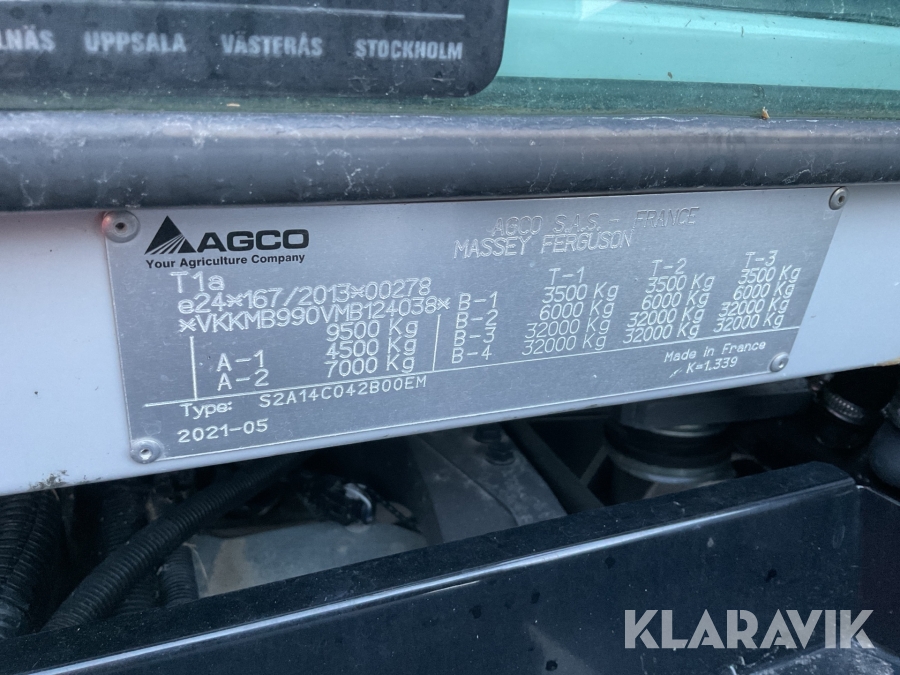 LNÄS UPPSALA VÄSTERÅS STOCKHOLM
AGCO
Your Agriculture Company
AGCO S.A.S. - FRANCE
MASSEY FERGUSON
T1a
e24*167/2013*00278
*VKKMB990VMB124038*
9500 Kg
A-1 4500 Kg
A-2 7000 Kg
T-1 T-2 T-3
B-1 3500 Kg 3500 Kg 3500 Kg
B-2 6000 Kg 6000 Kg 6000 Kg
B-3 32000 Kg 32000 Kg 32000 Kg
B-4 32000 Kg 32000 Kg 32000 Kg
Type: S2A14C042B00EM
2021-05
Made in France
K=1.339
KLARAVIK